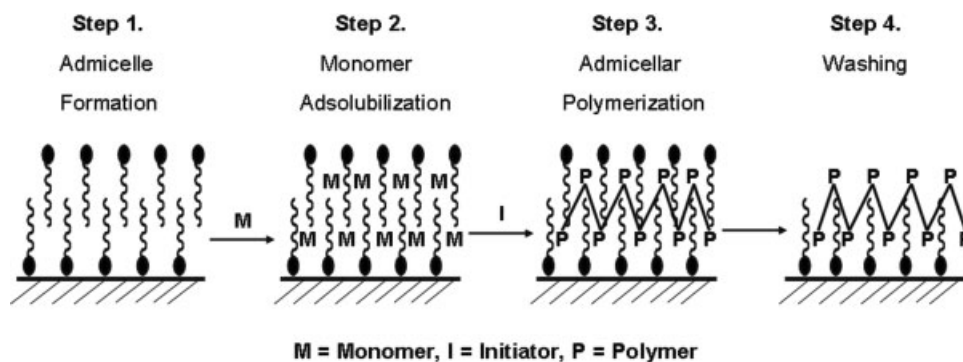 Step 1.
Admicelle
Formation
Step 2.
Monomer
Adsolubilization
Step 3.
Admicellar
Polymerization
Step 4.
Washing
M
M M M M
M M M M M
I
P P P P
P P P P P
P P P P
P P P P P
M = Monomer, I = Initiator, P = Polymer